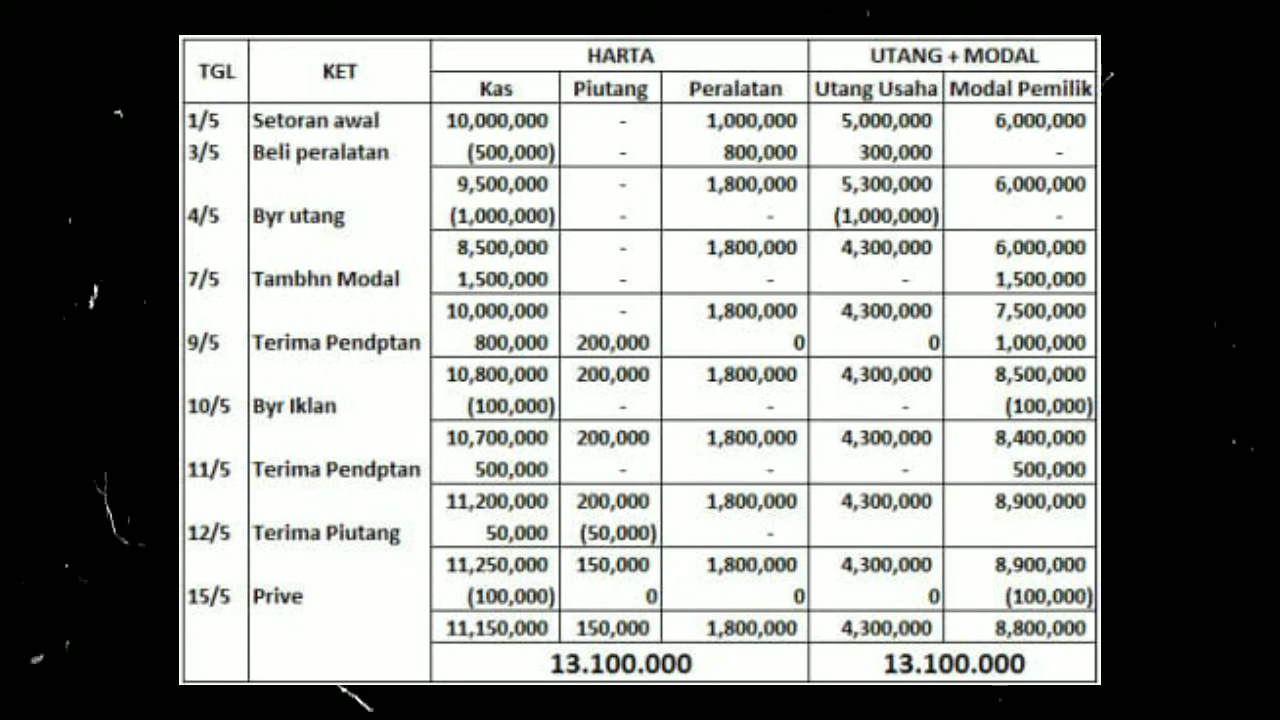 TGL KET HARTA UTANG + MODAL
Kas Piutang Peralatan Utang Usaha Modal Pemilik
1/5 Setoran awal 10,000,000 - 1,000,000 5,000,000 6,000,000
3/5 Beli peralatan (500,000) - 800,000 300,000 -
9,500,000 - 1,800,000 5,300,000 6,000,000
4/5 Byr utang (1,000,000) - - (1,000,000) -
8,500,000 - 1,800,000 4,300,000 6,000,000
7/5 Tambhn Modal 1,500,000 - - - 1,500,000
10,000,000 - 1,800,000 4,300,000 7,500,000
9/5 Terima Pendptan 800,000 200,000 0 0 1,000,000
10,800,000 200,000 1,800,000 4,300,000 8,500,000
10/5 Byr Iklan (100,000) - - - (100,000)
10,700,000 200,000 1,800,000 4,300,000 8,400,000
11/5 Terima Pendptan 500,000 - - - 500,000
11,200,000 200,000 1,800,000 4,300,000 8,900,000
12/5 Terima Piutang 50,000 (50,000) -
11,250,000 150,000 1,800,000 4,300,000 8,900,000
15/5 Prive (100,000) 0 0 0 (100,000)
11,150,000 150,000 1,800,000 4,300,000 8,800,000
13.100.000 13.100.000